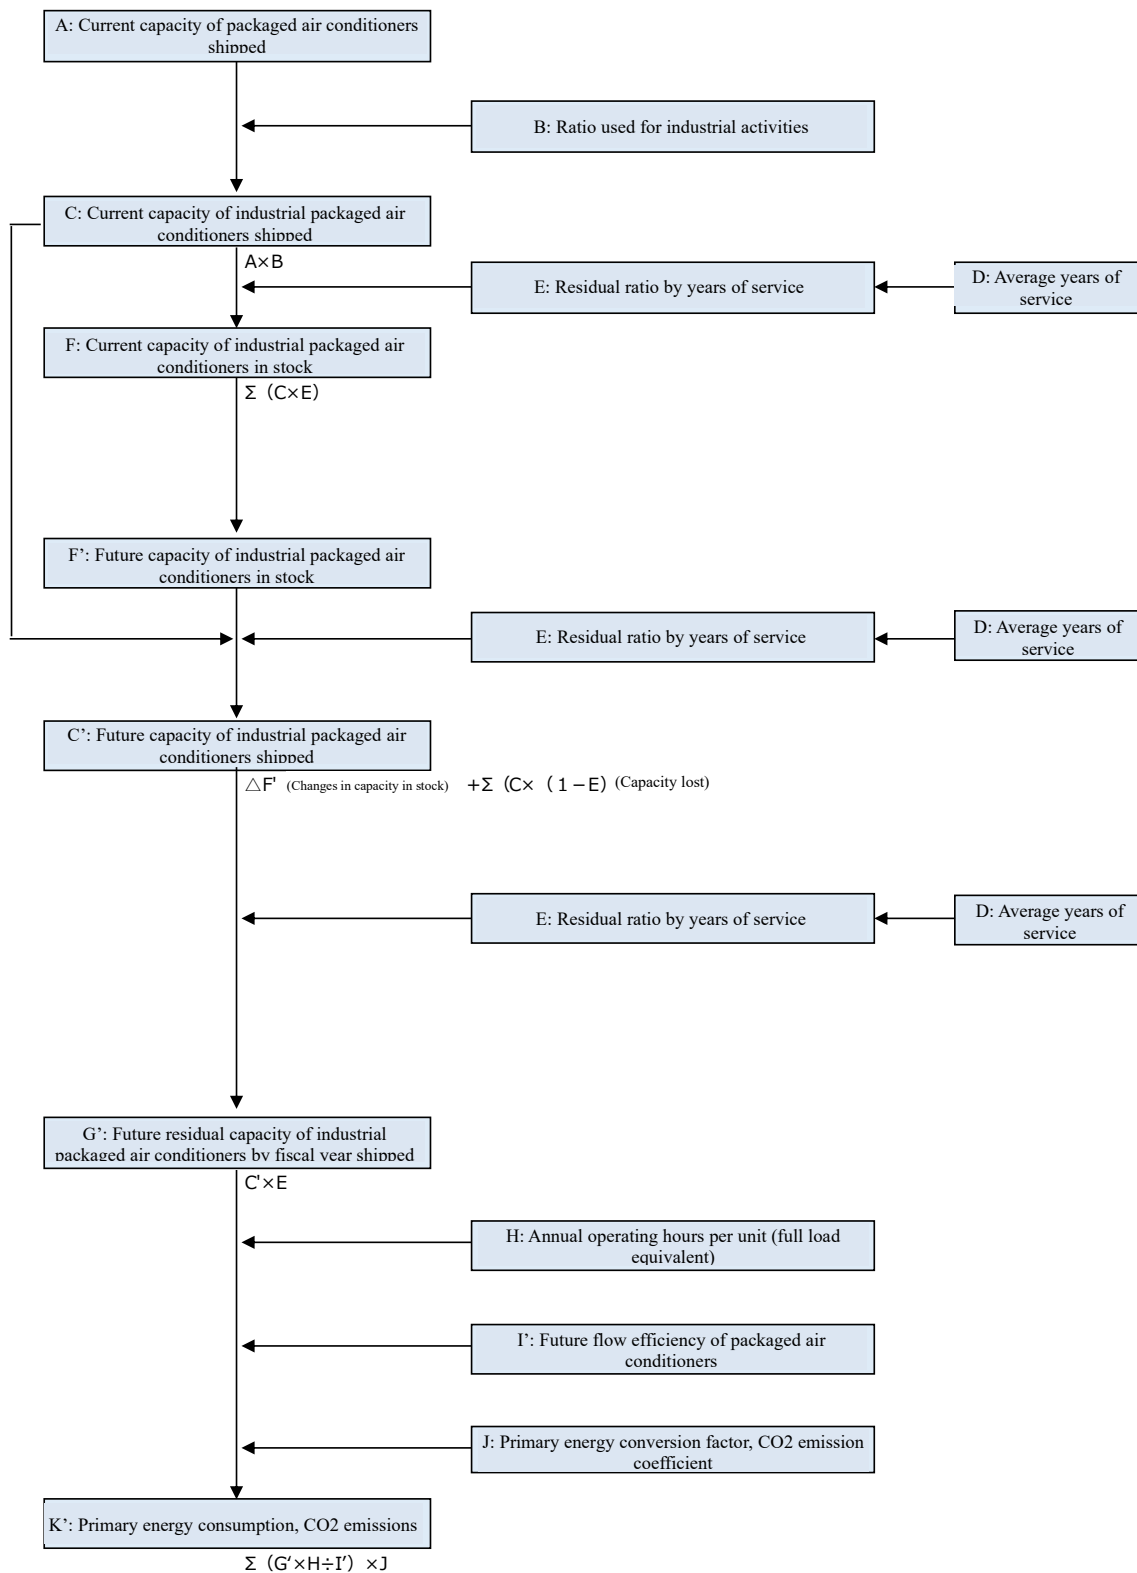 A: Current capacity of packaged air conditioners
shipped
B: Ratio used for industrial activities
C: Current capacity of industrial packaged air
conditioners shipped
A×B
E: Residual ratio by years of service
D: Average years of
service
F: Current capacity of industrial packaged air
conditioners in stock
Σ（C×E）
F’: Future capacity of industrial packaged air
conditioners in stock
E: Residual ratio by years of service
D: Average years of
service
C’: Future capacity of industrial packaged air
conditioners shipped
△F' (Changes in capacity in stock) +Σ（C×（1－E）(Capacity lost)
E: Residual ratio by years of service
D: Average years of
service
G’: Future residual capacity of industrial
packaged air conditioners by fiscal year shipped
C'×E
H: Annual operating hours per unit (full load
equivalent)
I’: Future flow efficiency of packaged air
conditioners
J: Primary energy conversion factor, CO2 emission
coefficient
K’: Primary energy consumption, CO2 emissions
Σ（G‘×H÷I’）×J